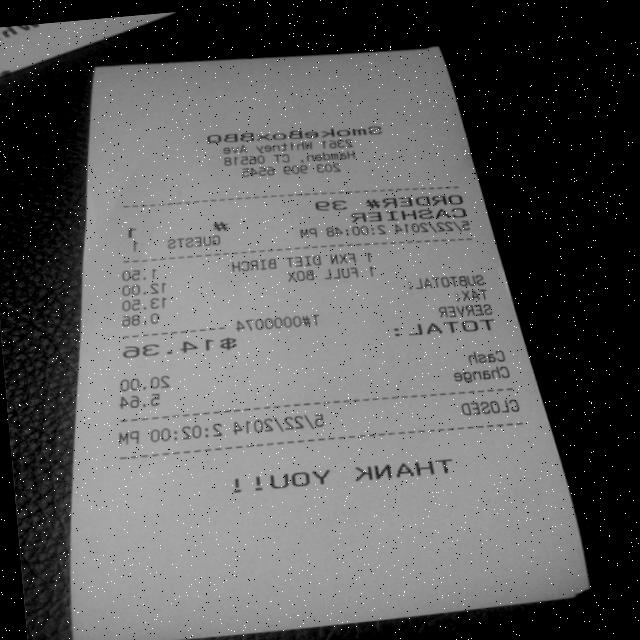 SmokeBoxBBQ
2361 Whitney Ave
Hamden, CT 06518
203 909 6545
ORDER# 39 # 1
CASHIER
5/22/2014 2:00:49 PM GUESTS 1
1 FXN DIET BIRCH 1.50
1 FULL BOX 12.00
SUBTOTAL: 13.50
TAX: 0.86
SERVER T#0000074
TOTAL: $14.36
Cash 20.00
Change 5.64
CLOSED 5/22/2014 2:02:00 PM
THANK YOU!!